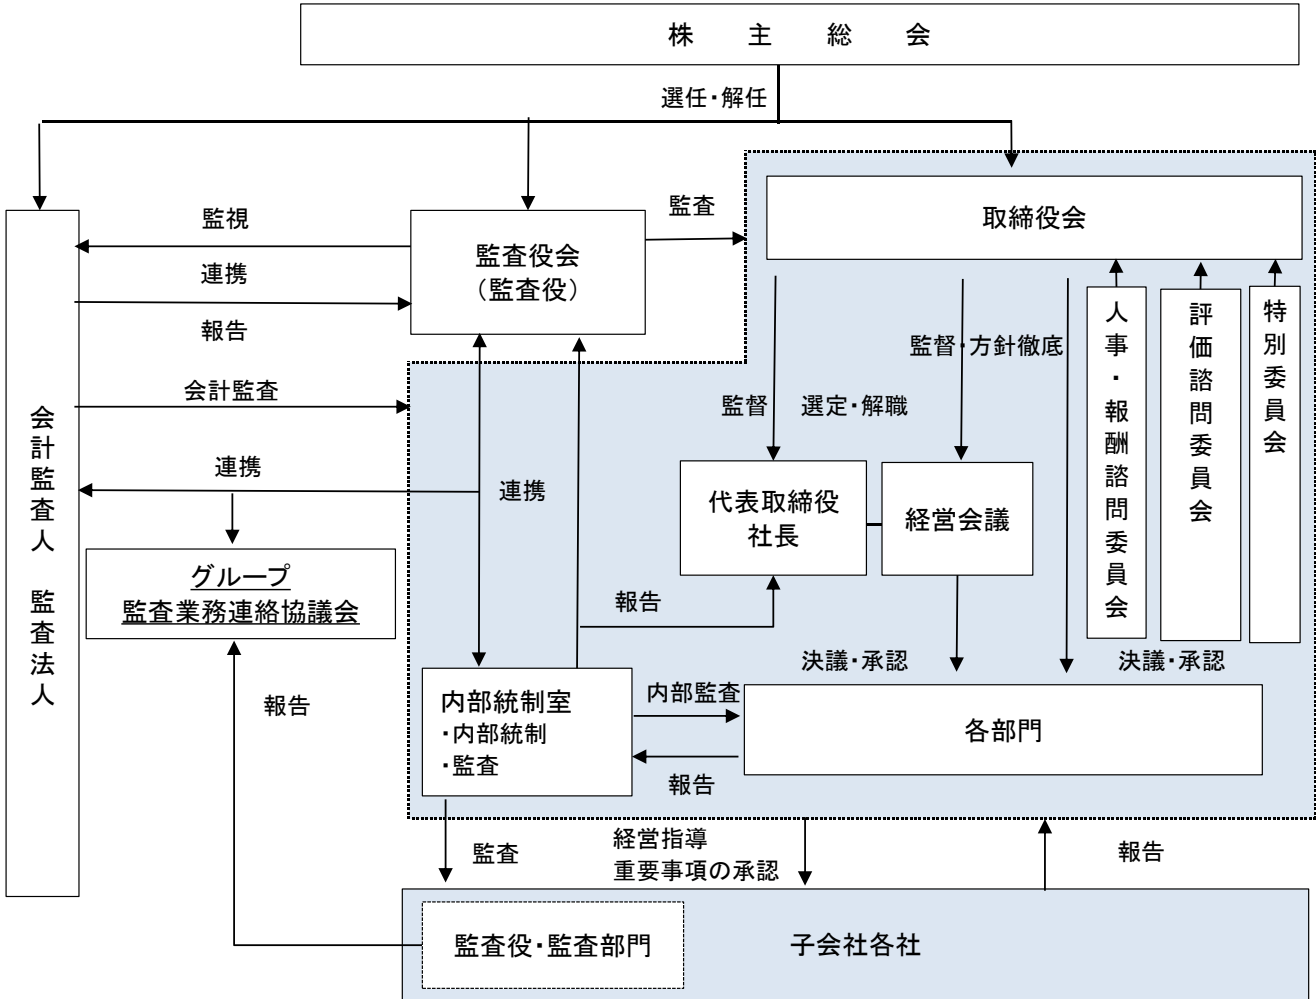 株 主 総 会
選任・解任
監視
連携
報告
監査役会
(監査役)
監査
取締役会
会計監査
連携
会計監査人 監査法人
監督
選定・解職
監督・方針徹底
人事・報酬諮問委員会
評価諮問委員会
特別委員会
連携
代表取締役
社長
経営会議
グループ
監査業務連絡協議会
報告
決議・承認
決議・承認
報告
内部統制室
・内部統制
・監査
内部監査
報告
各部門
監査
経営指導
重要事項の承認
報告
監査役・監査部門
子会社各社